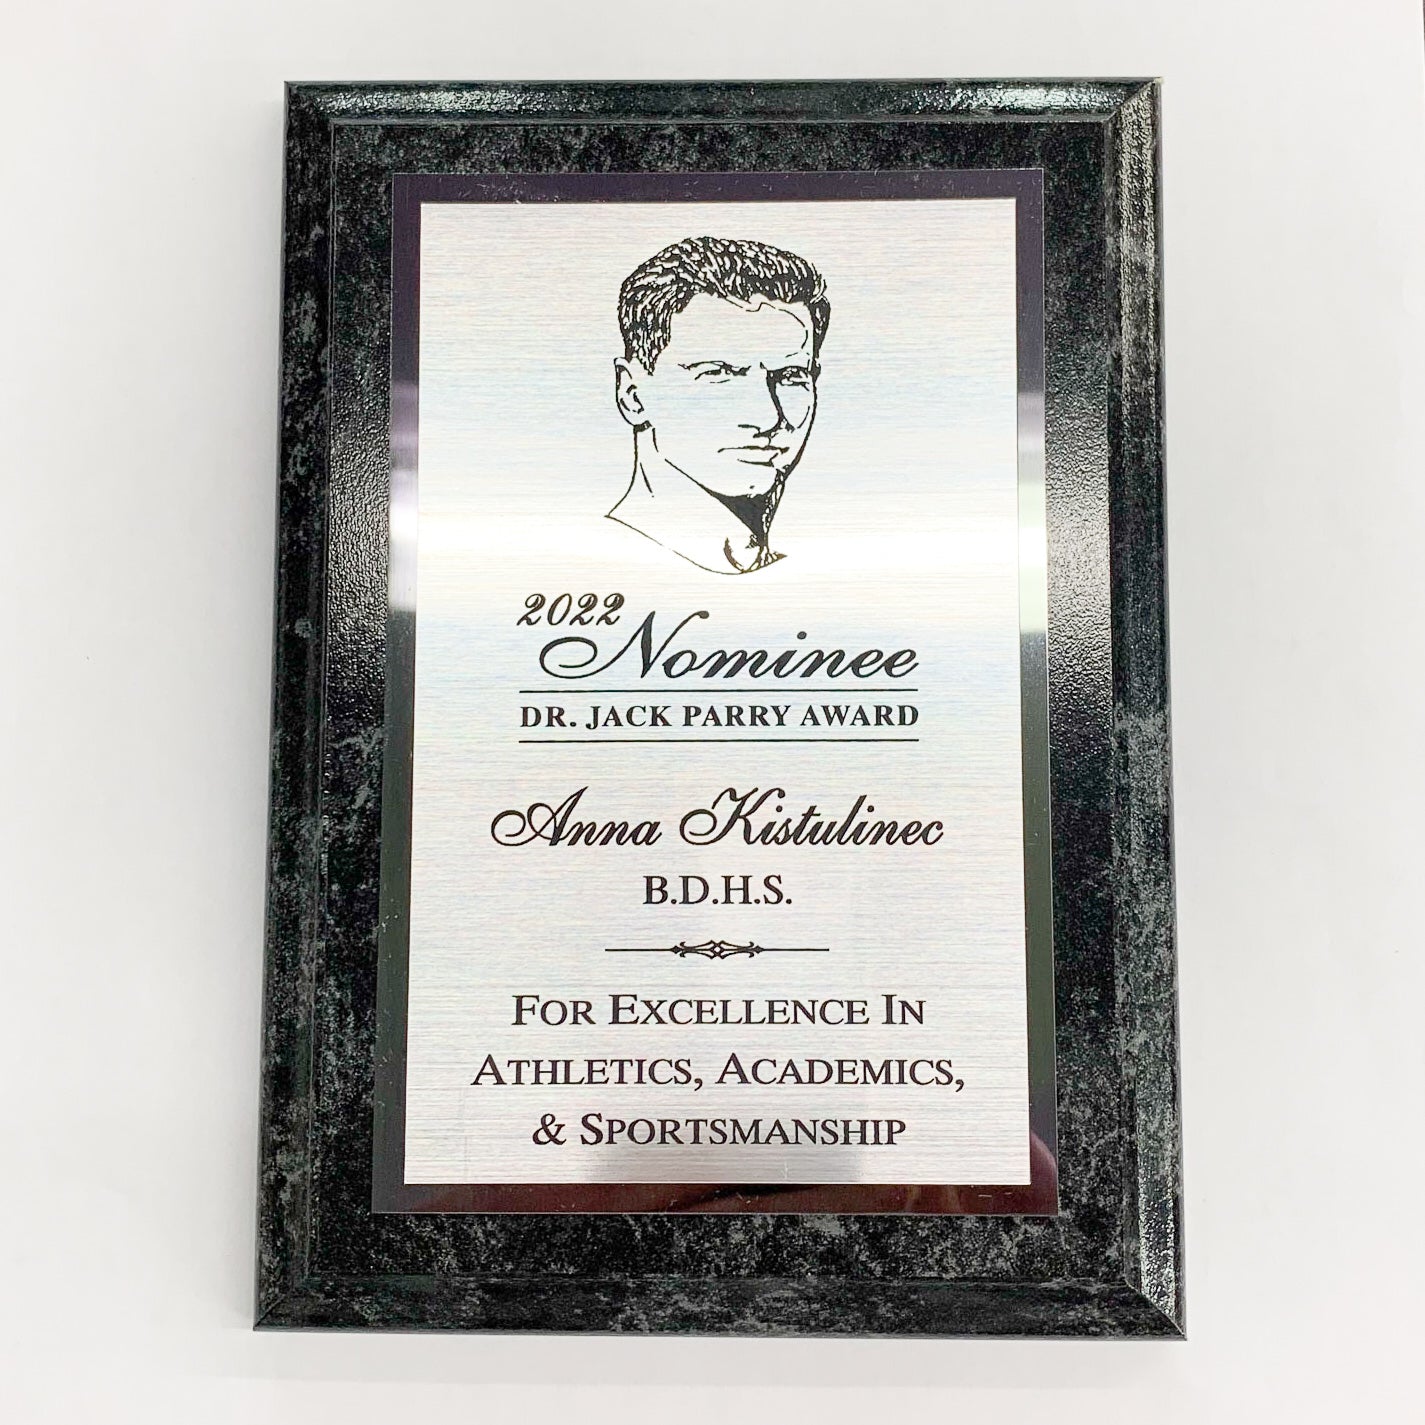 2022
Nominee
DR. JACK PARRY AWARD
Anna Kistulinec
B.D.H.S.
FOR EXCELLENCE IN
ATHLETICS, ACADEMICS,
& SPORTSMANSHIP